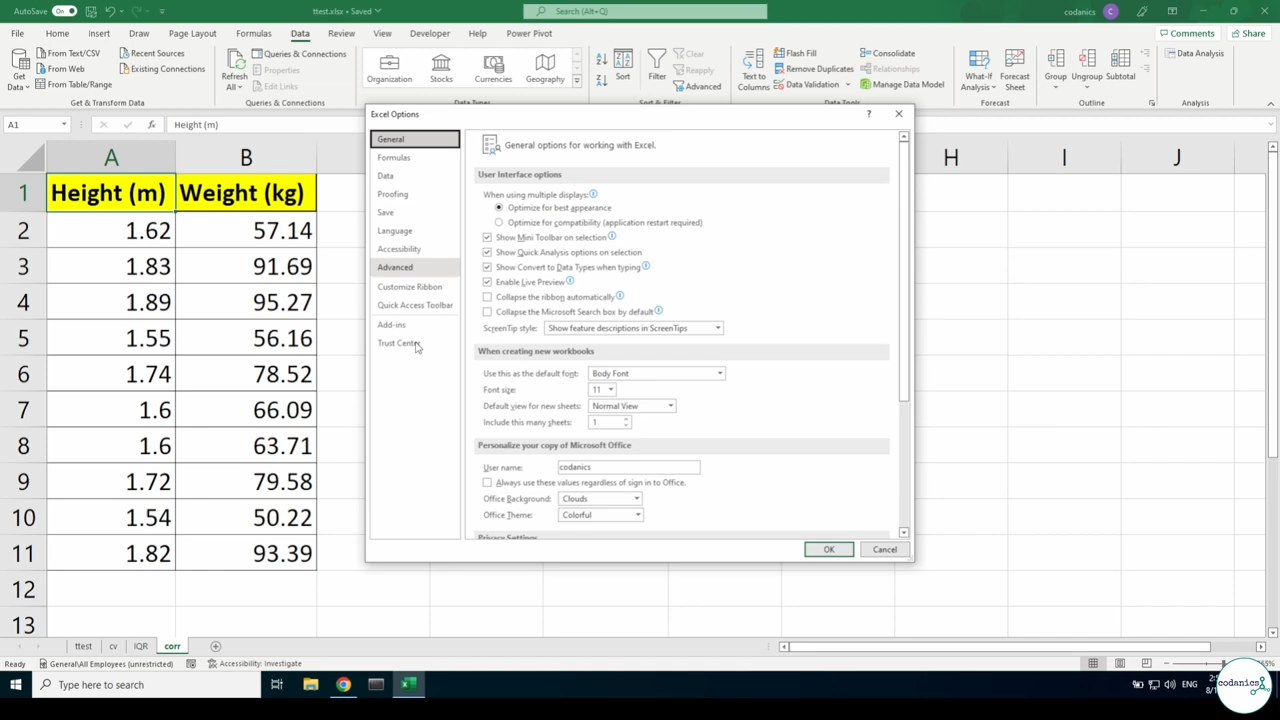 AutoSave On ttest.xlsx • Saved Search (Alt+Q) codanics C
File Home Insert Draw Page Layout Formulas Data Review View Developer Help Power Pivot Comments Share
Get Data From Text/CSV Recent Sources
From Web Existing Connections
From Table/Range
Get & Transform Data
Refresh All Queries & Connections
Properties
Edit Links
Queries & Connections
Organization Stocks Currencies Geography
Data Types
Sort Filter Clear
Reapply
Advanced
Sort & Filter
Text to Columns Flash Fill Consolidate
Remove Duplicates Relationships
Data Validation Manage Data Model
Data Tools
What-If Analysis Forecast Sheet
Forecast
Group Ungroup Subtotal
Outline
Data Analysis
Analysis
A1 fx Height (m)
A B H I J
1 Height (m) Weight (kg)
2 1.62 57.14
3 1.83 91.69
4 1.89 95.27
5 1.55 56.16
6 1.74 78.52
7 1.6 66.09
8 1.6 63.71
9 1.72 79.58
10 1.54 50.22
11 1.82 93.39
12
13
Excel Options ?
General
Formulas
Data
Proofing
Save
Language
Accessibility
Advanced
Customize Ribbon
Quick Access Toolbar
Add-ins
Trust Center
General options for working with Excel.
User Interface options
When using multiple displays:
Optimize for best appearance
Optimize for compatibility (application restart required)
Show Mini Toolbar on selection
Show Quick Analysis options on selection
Show Convert to Data Types when typing
Enable Live Preview
Collapse the ribbon automatically
Collapse the Microsoft Search box by default
ScreenTip style: Show feature descriptions in ScreenTips
When creating new workbooks
Use this as the default font: Body Font
Font size: 11
Default view for new sheets: Normal View
Include this many sheets: 1
Personalize your copy of Microsoft Office
User name: codanics
Always use these values regardless of sign in to Office.
Office Background: Clouds
Office Theme: Colorful
Privacy Settings
OK Cancel
ttest cv IQR corr
Ready General\All Employees (unrestricted) Accessibility: Investigate
Type here to search ENG
codanics